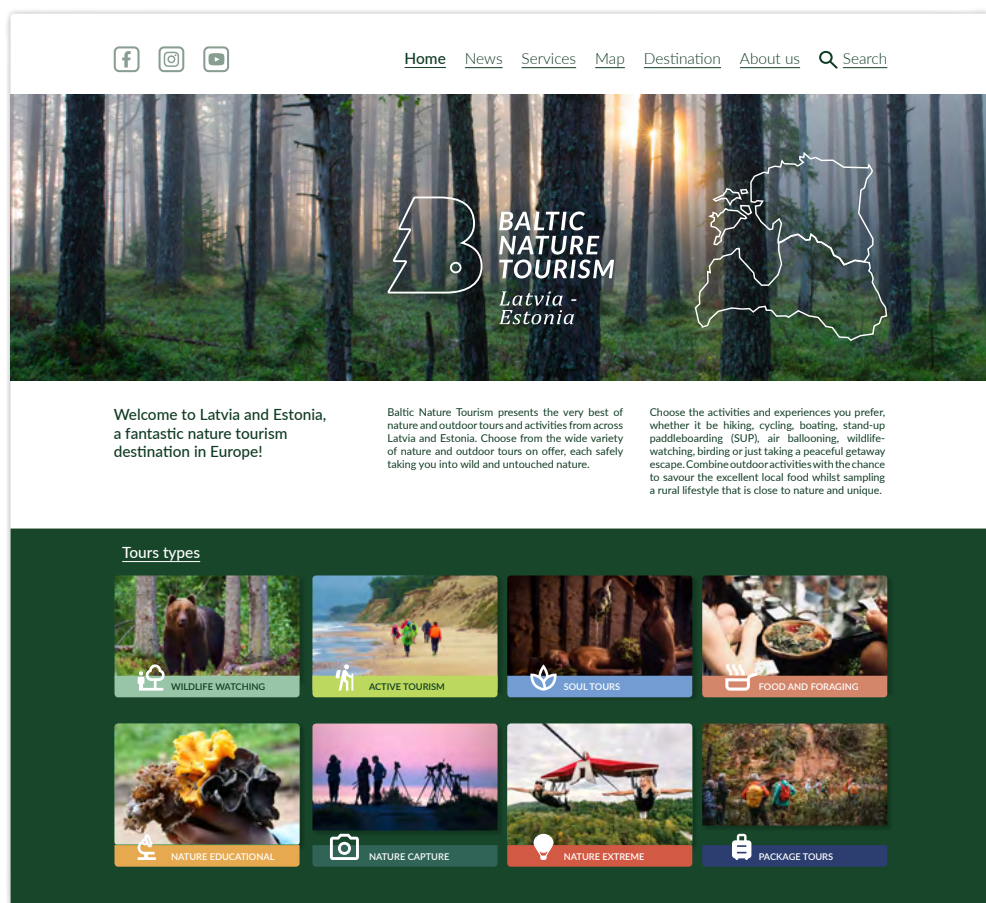 Home News Services Map Destination About us Search
BALTIC
NATURE
TOURISM
Latvia -
Estonia
Welcome to Latvia and Estonia,
a fantastic nature tourism
destination in Europe!
Baltic Nature Tourism presents the very best of
nature and outdoor tours and activities from across
Latvia and Estonia. Choose from the wide variety
of nature and outdoor tours on offer, each safely
taking you into wild and untouched nature.
Choose the activities and experiences you prefer,
whether it be hiking, cycling, boating, stand-up
paddleboarding (SUP), air ballooning, wildlife-
watching, birding or just taking a peaceful getaway
escape. Combine outdoor activities with the chance
to savour the excellent local food whilst sampling
a rural lifestyle that is close to nature and unique.
Tours types
WILDLIFE WATCHING
ACTIVE TOURISM
SOUL TOURS
FOOD AND FORAGING
NATURE EDUCATIONAL
NATURE CAPTURE
NATURE EXTREME
PACKAGE TOURS